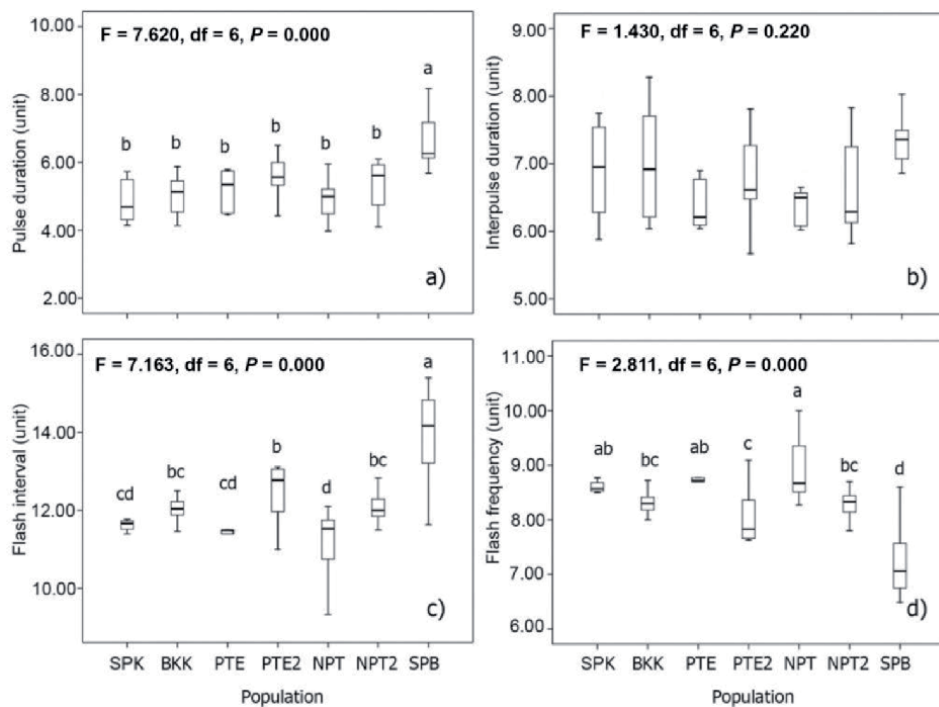 F = 7.620, df = 6, P = 0.000
10.00
8.00
6.00
4.00
2.00
Pulse duration (unit)
b b b b b b a
a)
F = 1.430, df = 6, P = 0.220
9.00
8.00
7.00
6.00
5.00
Interpulse duration (unit)
b)
F = 7.163, df = 6, P = 0.000
16.00
14.00
12.00
10.00
Flash interval (unit)
cd bc cd b d bc a
c)
SPK BKK PTE PTE2 NPT NPT2 SPB
Population
F = 2.811, df = 6, P = 0.000
11.00
10.00
9.00
8.00
7.00
6.00
Flash frequency (unit)
ab bc ab c a bc d
d)
SPK BKK PTE PTE2 NPT NPT2 SPB
Population